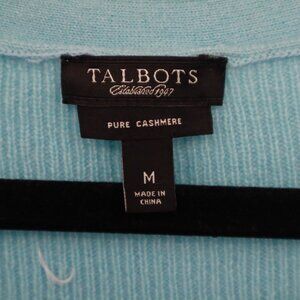 TALBOTS
Established 1947
PURE CASHMERE
M
MADE IN
CHINA